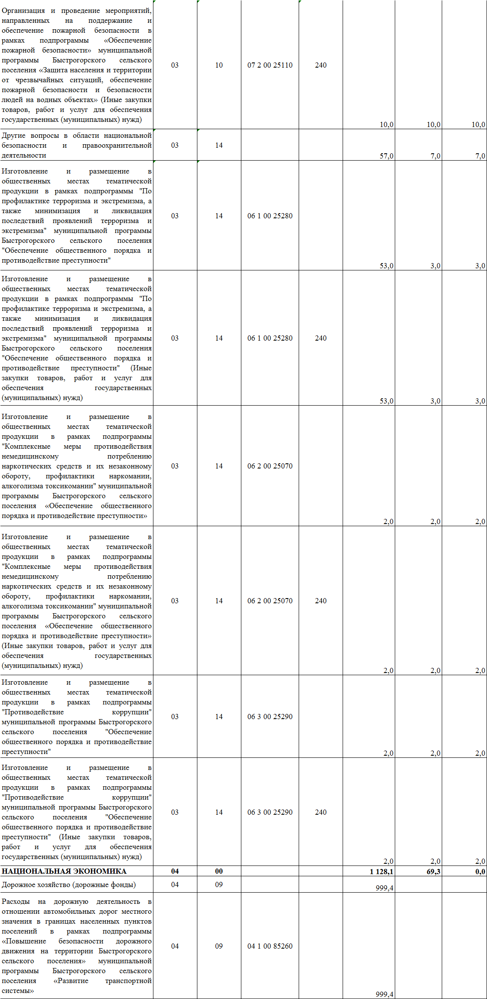 Организация и проведение мероприятий,
направленных на поддержание и
обеспечение пожарной безопасности в
рамках подпрограммы «Обеспечение
пожарной безопасности» муниципальной
программы Быстрогорского сельского
поселения «Защита населения и территории
от чрезвычайных ситуаций, обеспечение
пожарной безопасности и безопасности
людей на водных объектах» (Иные закупки
товаров, работ и услуг для обеспечения
государственных (муниципальных) нужд)
03 10 07 2 00 25110 240 10,0 10,0 10,0
Другие вопросы в области национальной
безопасности и правоохранительной
деятельности
03 14 57,0 7,0 7,0
Изготовление и размещение в
общественных местах тематической
продукции в рамках подпрограммы "По
профилактике терроризма и экстремизма, а
также минимизация и ликвидация
последствий проявлений терроризма и
экстремизма" муниципальной программы
Быстрогорского сельского поселения
"Обеспечение общественного порядка и
противодействие преступности"
03 14 06 1 00 25280 53,0 3,0 3,0
Изготовление и размещение в
общественных местах тематической
продукции в рамках подпрограммы "По
профилактике терроризма и экстремизма, а
также минимизация и ликвидация
последствий проявлений терроризма и
экстремизма" муниципальной программы
Быстрогорского сельского поселения
"Обеспечение общественного порядка и
противодействие преступности" (Иные
закупки товаров, работ и услуг для
обеспечения государственных
(муниципальных) нужд)
03 14 06 1 00 25280 240 53,0 3,0 3,0
Изготовление и размещение в
общественных местах тематической
продукции в рамках подпрограммы
"Комплексные меры противодействия
немедицинскому потреблению
наркотических средств и их незаконному
обороту, профилактики наркомании,
алкоголизма токсикомании" муниципальной
программы Быстрогорского сельского
поселения «Обеспечение общественного
порядка и противодействие преступности»
03 14 06 2 00 25070 2,0 2,0 2,0
Изготовление и размещение в
общественных местах тематической
продукции в рамках подпрограммы
"Комплексные меры противодействия
немедицинскому потреблению
наркотических средств и их незаконному
обороту, профилактики наркомании,
алкоголизма токсикомании" муниципальной
программы Быстрогорского сельского
поселения «Обеспечение общественного
порядка и противодействие преступности»
(Иные закупки товаров, работ и услуг для
обеспечения государственных
(муниципальных) нужд)
03 14 06 2 00 25070 240 2,0 2,0 2,0
Изготовление и размещение в
общественных местах тематической
продукции в рамках подпрограммы
"Противодействие коррупции"
муниципальной программы Быстрогорского
сельского поселения "Обеспечение
общественного порядка и противодействие
преступности"
03 14 06 3 00 25290 2,0 2,0 2,0
Изготовление и размещение в
общественных местах тематической
продукции в рамках подпрограммы
"Противодействие коррупции"
муниципальной программы Быстрогорского
сельского поселения "Обеспечение
общественного порядка и противодействие
преступности" (Иные закупки товаров,
работ и услуг для обеспечения
государственных (муниципальных) нужд)
03 14 06 3 00 25290 240 2,0 2,0 2,0
НАЦИОНАЛЬНАЯ ЭКОНОМИКА 04 00 1 128,1 69,3 0,0
Дорожное хозяйство (дорожные фонды) 04 09 999,4
Расходы на дорожную деятельность в
отношении автомобильных дорог местного
значения в границах населенных пунктов
поселений в рамках подпрограммы
«Повышение безопасности дорожного
движения на территории Быстрогорского
сельского поселения» муниципальной
программы Быстрогорского сельского
поселения «Развитие транспортной
системы»
04 09 04 1 00 85260 999,4